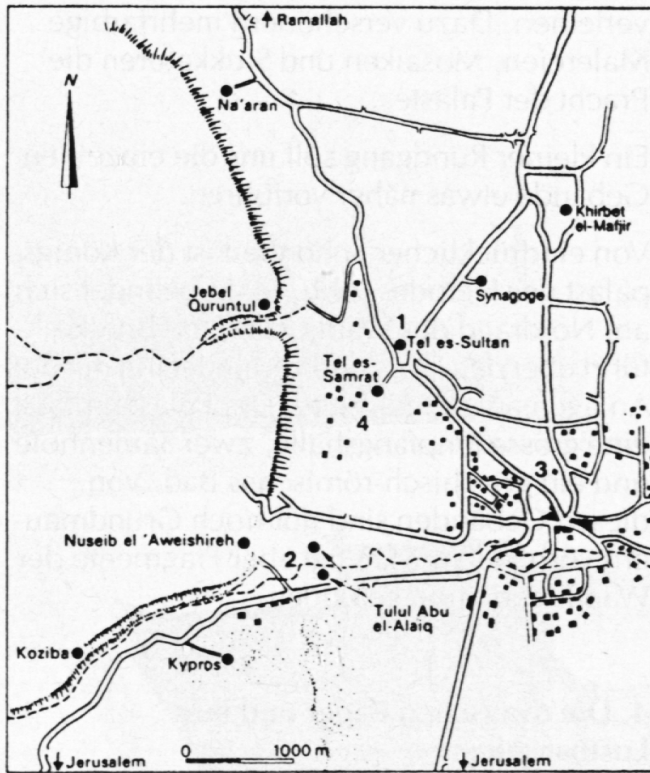 Ramallah
N
Na'aran
Khirbet
el-Mafjir
Jebel
Quruntul
Synagoge
1
Tel es-Sultan
Tel es-
Samrat
4
3
Nuseib el 'Aweishireh
2
Tulul Abu
el-Alaiq
Koziba
Kypros
0 1000 m
Jerusalem
Jerusalem